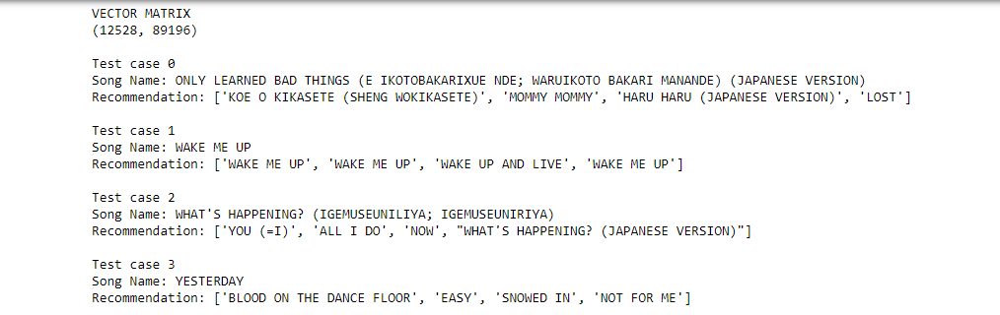 VECTOR MATRIX
(12528, 89196)
Test case 0
Song Name: ONLY LEARNED BAD THINGS (E IKOTOBAKARIXUE NDE; WARUIKOTO BAKARI MANANDE) (JAPANESE VERSION)
Recommendation: ['KOE O KIKASETE (SHENG WOKIKASETE)', 'MOMMY MOMMY', 'HARU HARU (JAPANESE VERSION)', 'LOST']
Test case 1
Song Name: WAKE ME UP
Recommendation: ['WAKE ME UP', 'WAKE ME UP', 'WAKE UP AND LIVE', 'WAKE ME UP']
Test case 2
Song Name: WHAT'S HAPPENING? (IGEMUSEUNILIYA; IGEMUSEUNIRIYA)
Recommendation: ['YOU (=I)', 'ALL I DO', 'NOW', "WHAT'S HAPPENING? (JAPANESE VERSION)"]
Test case 3
Song Name: YESTERDAY
Recommendation: ['BLOOD ON THE DANCE FLOOR', 'EASY', 'SNOWED IN', 'NOT FOR ME']